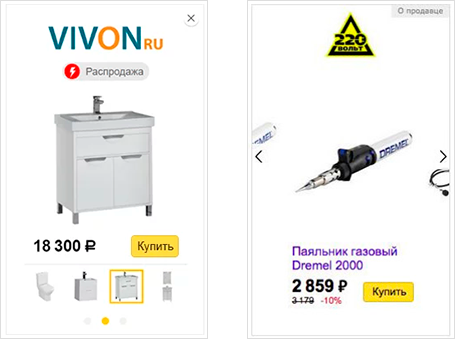 VIVON RU
Распродажа
18 300 ₽
Купить
О продавце
220
ВОЛЬТ
DREMEL
Паяльник газовый
Dremel 2000
2 859 ₽
3 179 -10%
Купить